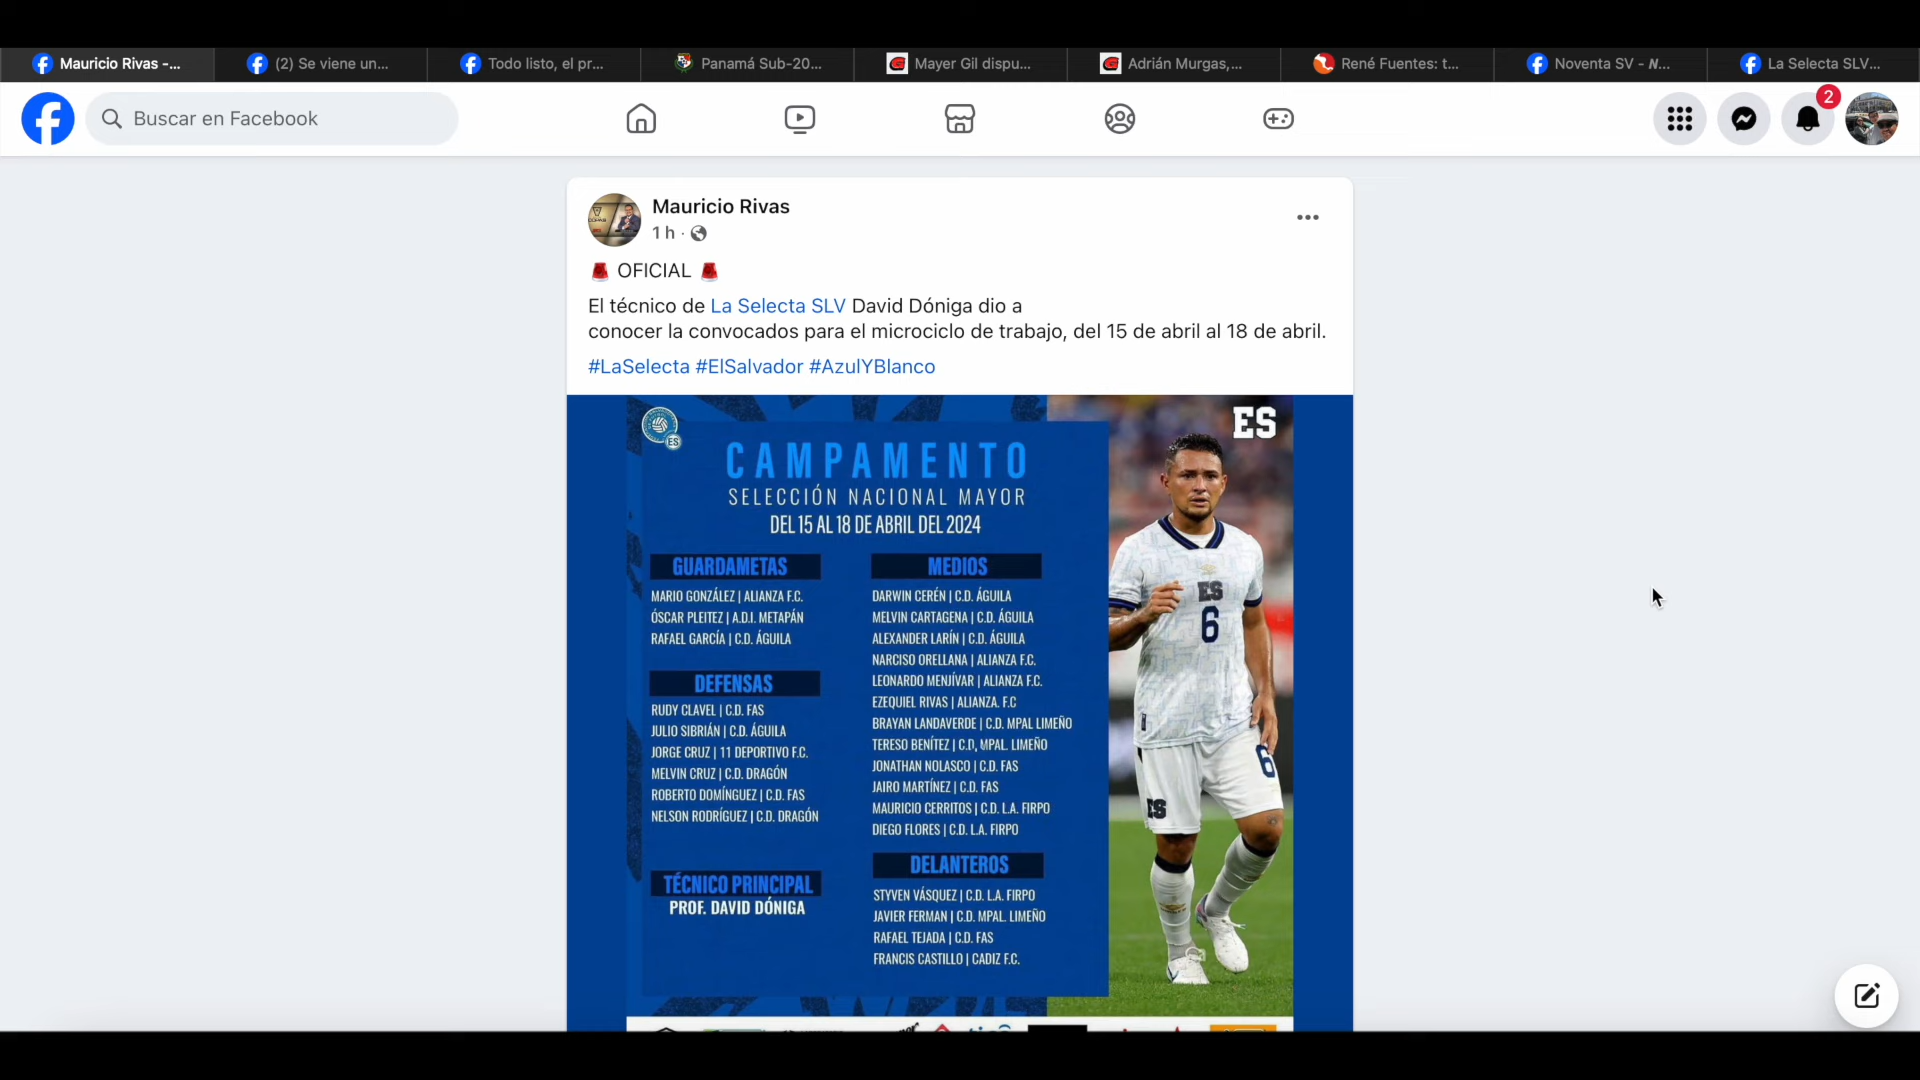 Mauricio Rivas -...
(2) Se viene un...
Todo listo, el pr...
Panamá Sub-20...
Mayer Gil dispu...
Adrián Murgas,...
René Fuentes: t...
Noventa SV - N...
La Selecta SLV...
Buscar en Facebook
2
Mauricio Rivas
1 h ·
OFICIAL
El técnico de La Selecta SLV David Dóniga dio a
conocer la convocados para el microciclo de trabajo, del 15 de abril al 18 de abril.
#LaSelecta #ElSalvador #AzulYBlanco
ES
ES
CAMPAMENTO
SELECCIÓN NACIONAL MAYOR
DEL 15 AL 18 DE ABRIL DEL 2024
GUARDAMETAS
MARIO GONZÁLEZ | ALIANZA F.C.
ÓSCAR PLEITEZ | A.D.I. METAPÁN
RAFAEL GARCÍA | C.D. ÁGUILA
DEFENSAS
RUDY CLAVEL | C.D. FAS
JULIO SIBRIÁN | C.D. ÁGUILA
JORGE CRUZ | 11 DEPORTIVO F.C.
MELVIN CRUZ | C.D. DRAGÓN
ROBERTO DOMÍNGUEZ | C.D. FAS
NELSON RODRÍGUEZ | C.D. DRAGÓN
TÉCNICO PRINCIPAL
PROF. DAVID DÓNIGA
MEDIOS
DARWIN CERÉN | C.D. ÁGUILA
MELVIN CARTAGENA | C.D. ÁGUILA
ALEXANDER LARÍN | C.D. ÁGUILA
NARCISO ORELLANA | ALIANZA F.C.
LEONARDO MENJÍVAR | ALIANZA F.C.
EZEQUIEL RIVAS | ALIANZA. F.C
BRAYAN LANDAVERDE | C.D. MPAL LIMEÑO
TERESO BENÍTEZ | C.D, MPAL. LIMEÑO
JONATHAN NOLASCO | C.D. FAS
JAIRO MARTÍNEZ | C.D. FAS
MAURICIO CERRITOS | C.D. L.A. FIRPO
DIEGO FLORES | C.D. L.A. FIRPO
DELANTEROS
STYVEN VÁSQUEZ | C.D. L.A. FIRPO
JAVIER FERMAN | C.D. MPAL. LIMEÑO
RAFAEL TEJADA | C.D. FAS
FRANCIS CASTILLO | CADIZ F.C.
ES
6
6
ES